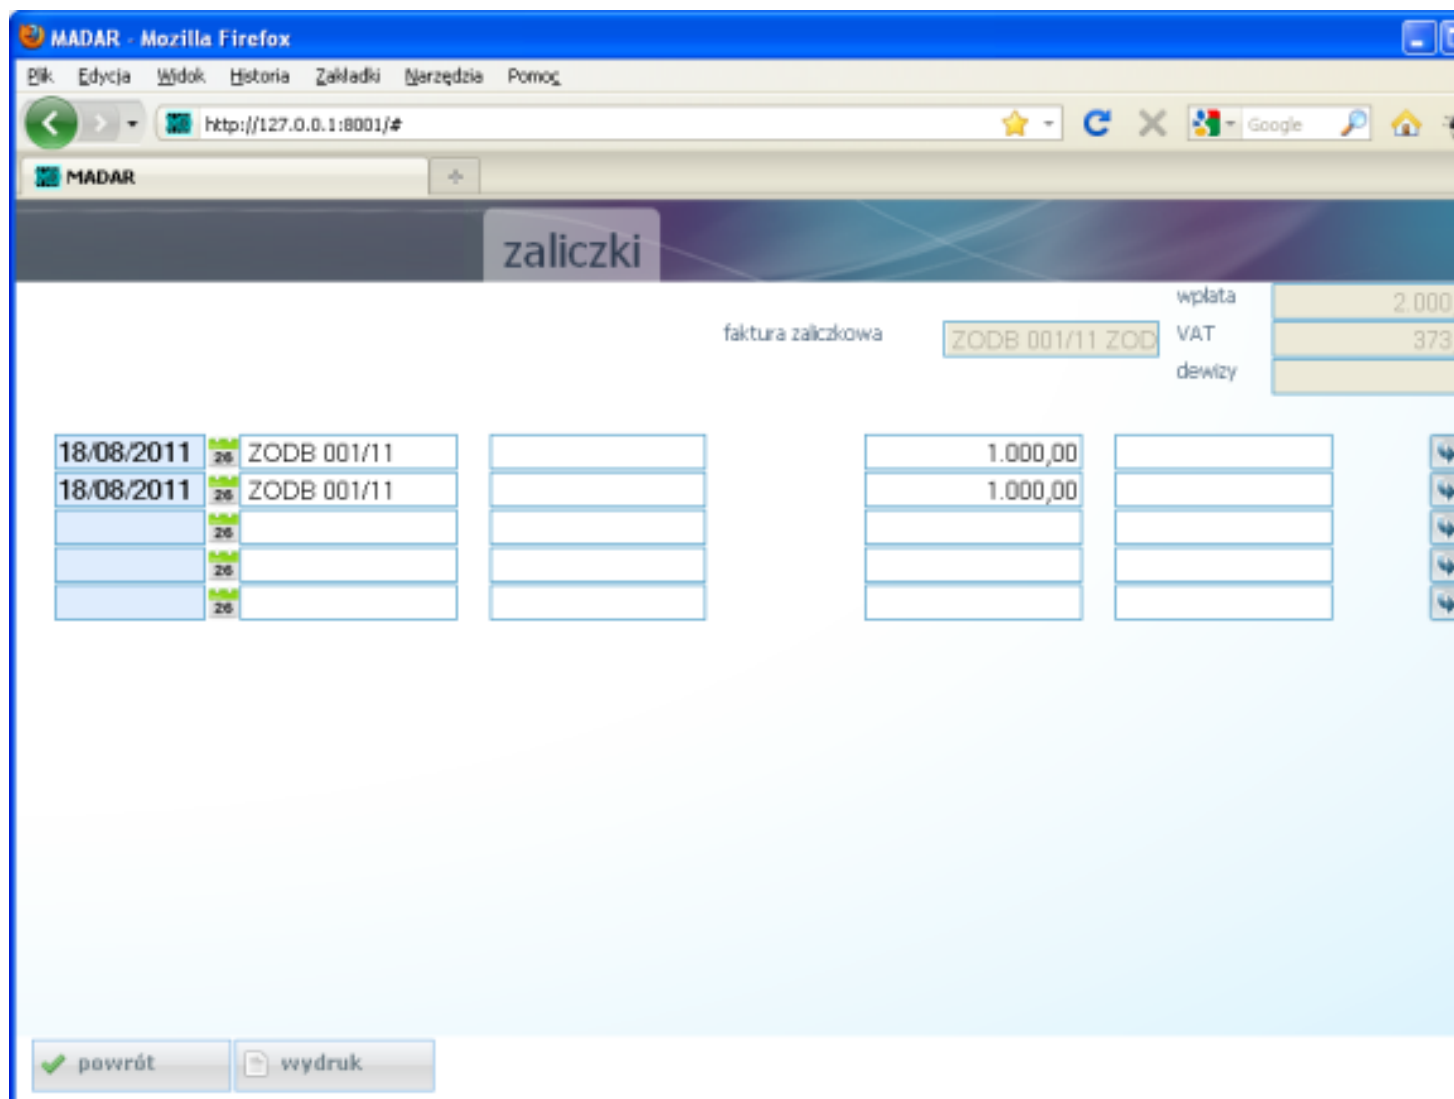 MADAR - Mozilla Firefox
Plik Edycja Widok Historia Zakładki Narzędzia Pomoc
http://127.0.0.1:8001/# Google
MADAR
zaliczki
wpłata 2.000
faktura zaliczkowa ZODB 001/11 ZOD VAT 373
dewizy
18/08/2011 26 ZODB 001/11 1.000,00
18/08/2011 26 ZODB 001/11 1.000,00
26
26
26
powrót wydruk